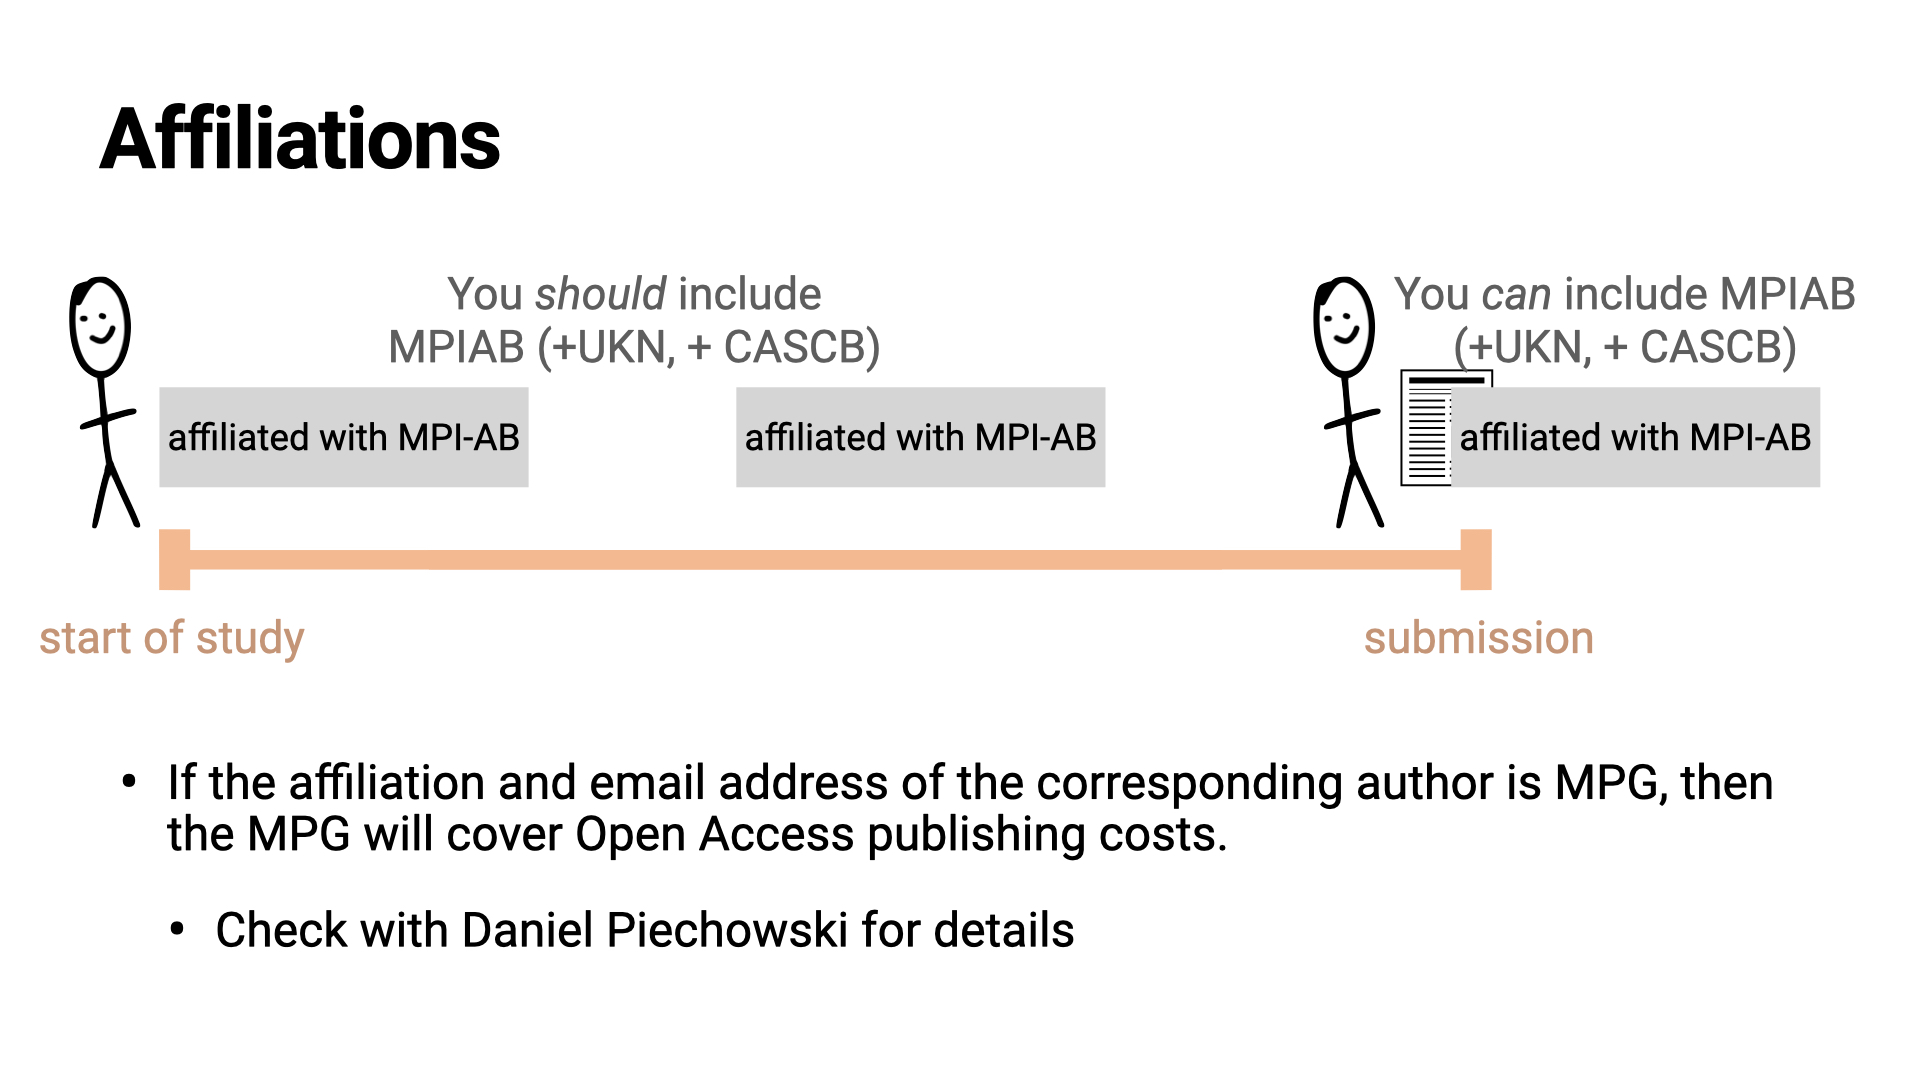 Affiliations
You should include
MPIAB (+UKN, + CASCB)
You can include MPIAB
(+UKN, + CASCB)
affiliated with MPI-AB
affiliated with MPI-AB
affiliated with MPI-AB
start of study
submission
• If the affiliation and email address of the corresponding author is MPG, then
the MPG will cover Open Access publishing costs.
• Check with Daniel Piechowski for details